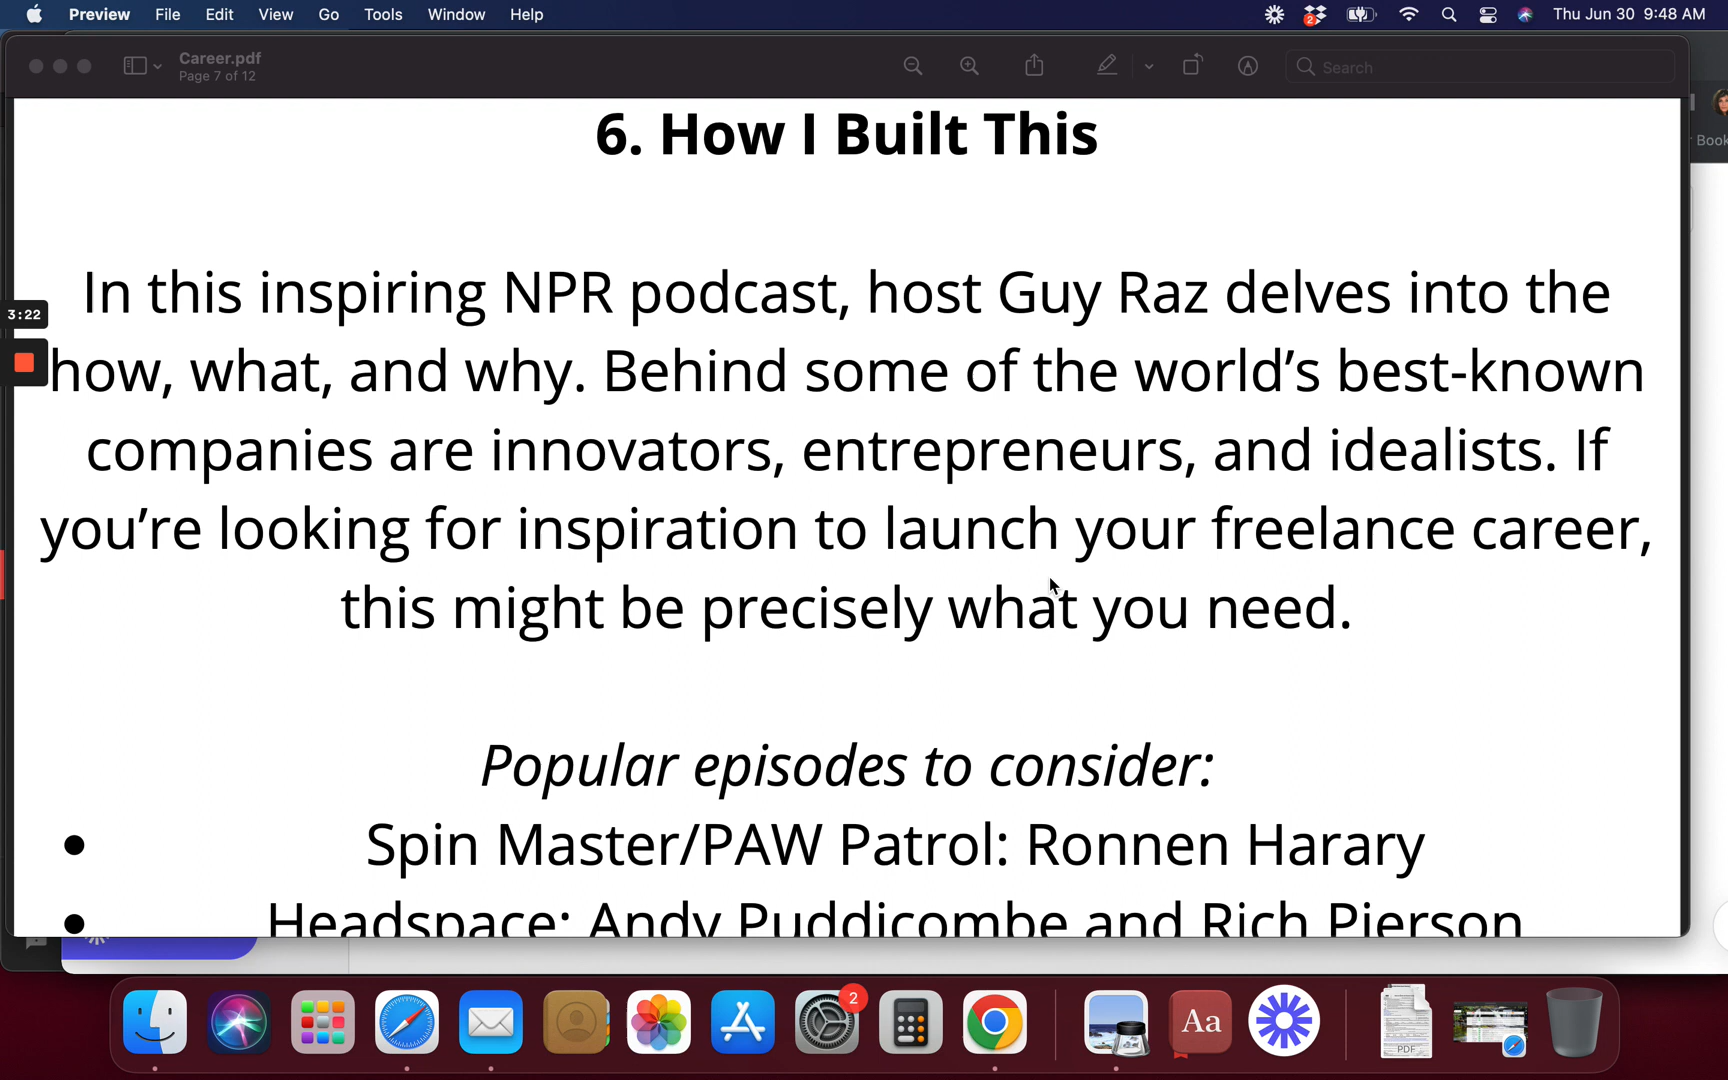 Preview File Edit View Go Tools Window Help
Thu Jun 30 9:48 AM
Career.pdf
Page 7 of 12
Search
Book
6. How I Built This
In this inspiring NPR podcast, host Guy Raz delves into the
3:22
how, what, and why. Behind some of the world’s best-known
companies are innovators, entrepreneurs, and idealists. If
you’re looking for inspiration to launch your freelance career,
this might be precisely what you need.
Popular episodes to consider:
• Spin Master/PAW Patrol: Ronnen Harary
• Headspace: Andy Puddicombe and Rich Pierson
2
2
Aa
PDF